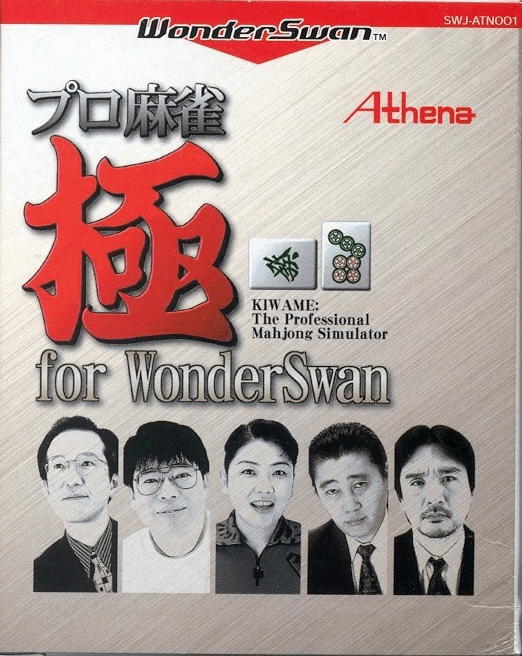 SWJ-ATN001
WonderSwan™
プロ麻雀
Athena
極
KIWAME:
The Professional
Mahjong Simulator
for WonderSwan